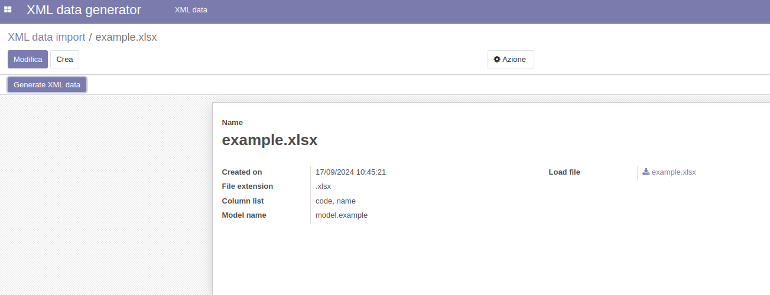 XML data generator XML data
XML data import / example.xlsx
Modifica Crea Azione
Generate XML data
Name
example.xlsx
Created on 17/09/2024 10:45:21 Load file example.xlsx
File extension .xlsx
Column list code, name
Model name model.example